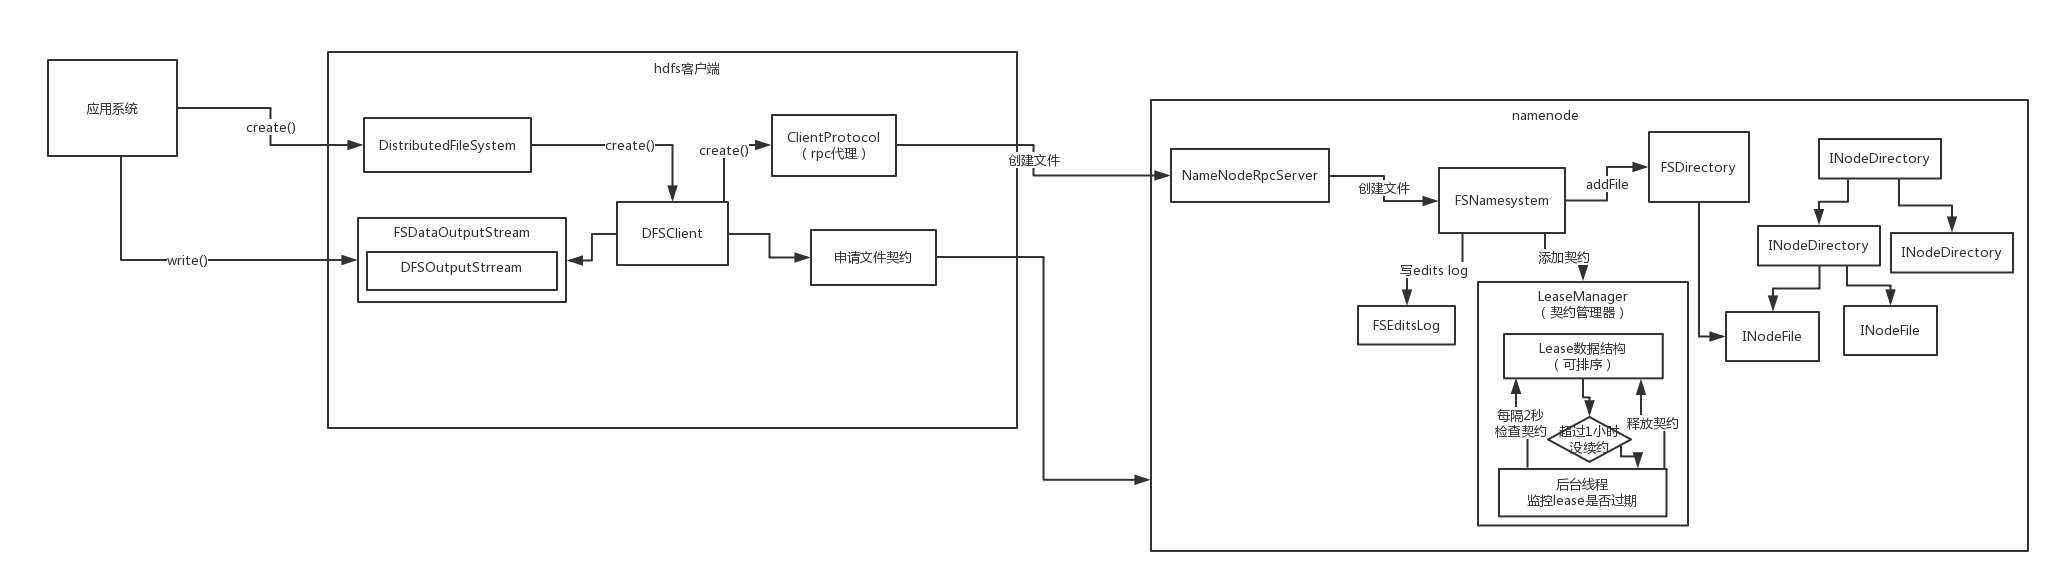 应用系统
create()
write()
hdfs客户端
DistributedFileSystem
create()
create()
ClientProtocol
（rpc代理）
FSDataOutputStream
DFSOutputStrream
DFSClient
申请文件契约
创建文件
namenode
NameNodeRpcServer
创建文件
FSNamesystem
addFile
FSDirectory
写edits log
FSEditsLog
添加契约
LeaseManager
（契约管理器）
Lease数据结构
（可排序）
每隔2秒
检查契约
超过1小时
没续约
释放契约
后台线程
监控lease是否过期
INodeDirectory
INodeDirectory
INodeDirectory
INodeFile
INodeFile